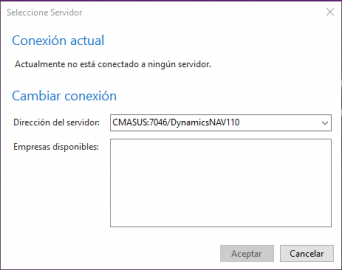 Seleccione Servidor
Conexión actual
Actualmente no está conectado a ningún servidor.
Cambiar conexión
Dirección del servidor: CMASUS:7046/DynamicsNAV110
Empresas disponibles:
Aceptar Cancelar